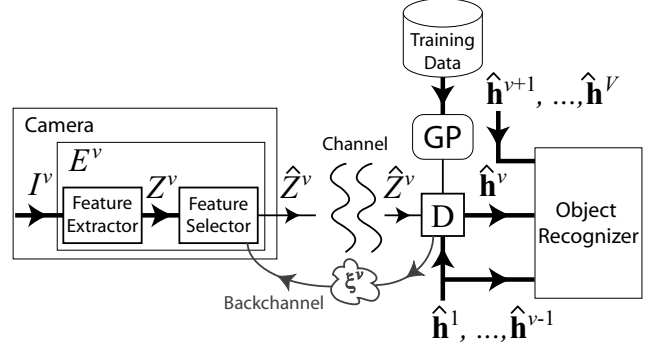 Training
Data
ĥ^{v+1}, ...,ĥ^V
Camera
Channel
GP
E^v
I^v
Z^v
Ẑ^v
Ẑ^v
ĥ^v
Feature
Extractor
Feature
Selector
D
Object
Recognizer
ξ^v
Backchannel
ĥ^1, ...,ĥ^{v-1}